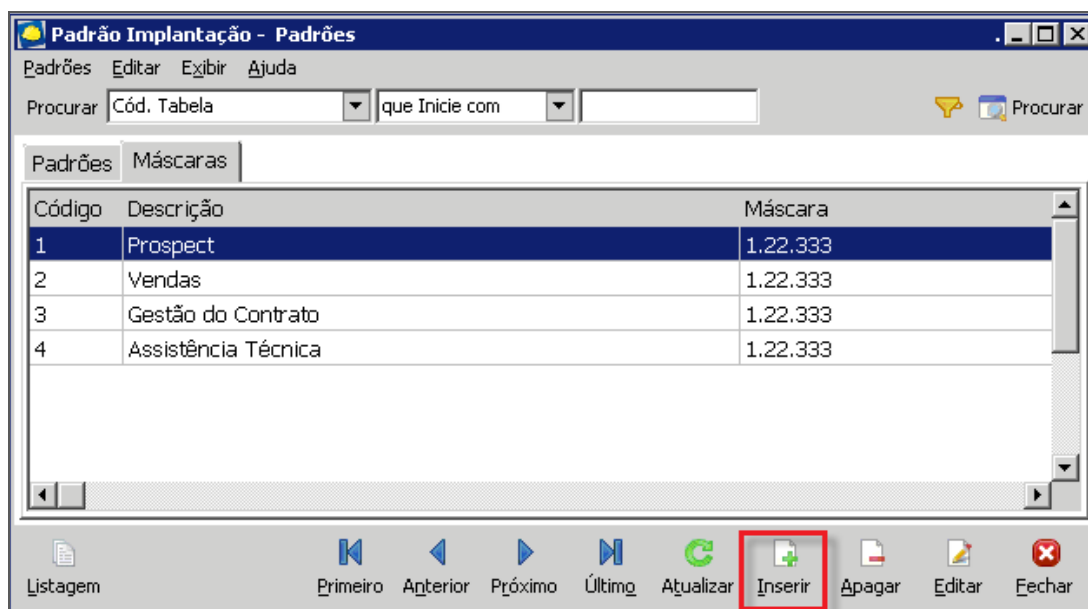 Padrão Implantação - Padrões
Padrões Editar Exibir Ajuda
Procurar Cód. Tabela que Inicie com Procurar
Padrões Máscaras
Código Descrição Máscara
1 Prospect 1.22.333
2 Vendas 1.22.333
3 Gestão do Contrato 1.22.333
4 Assistência Técnica 1.22.333
Listagem Primeiro Anterior Próximo Último Atualizar Inserir Apagar Editar Fechar